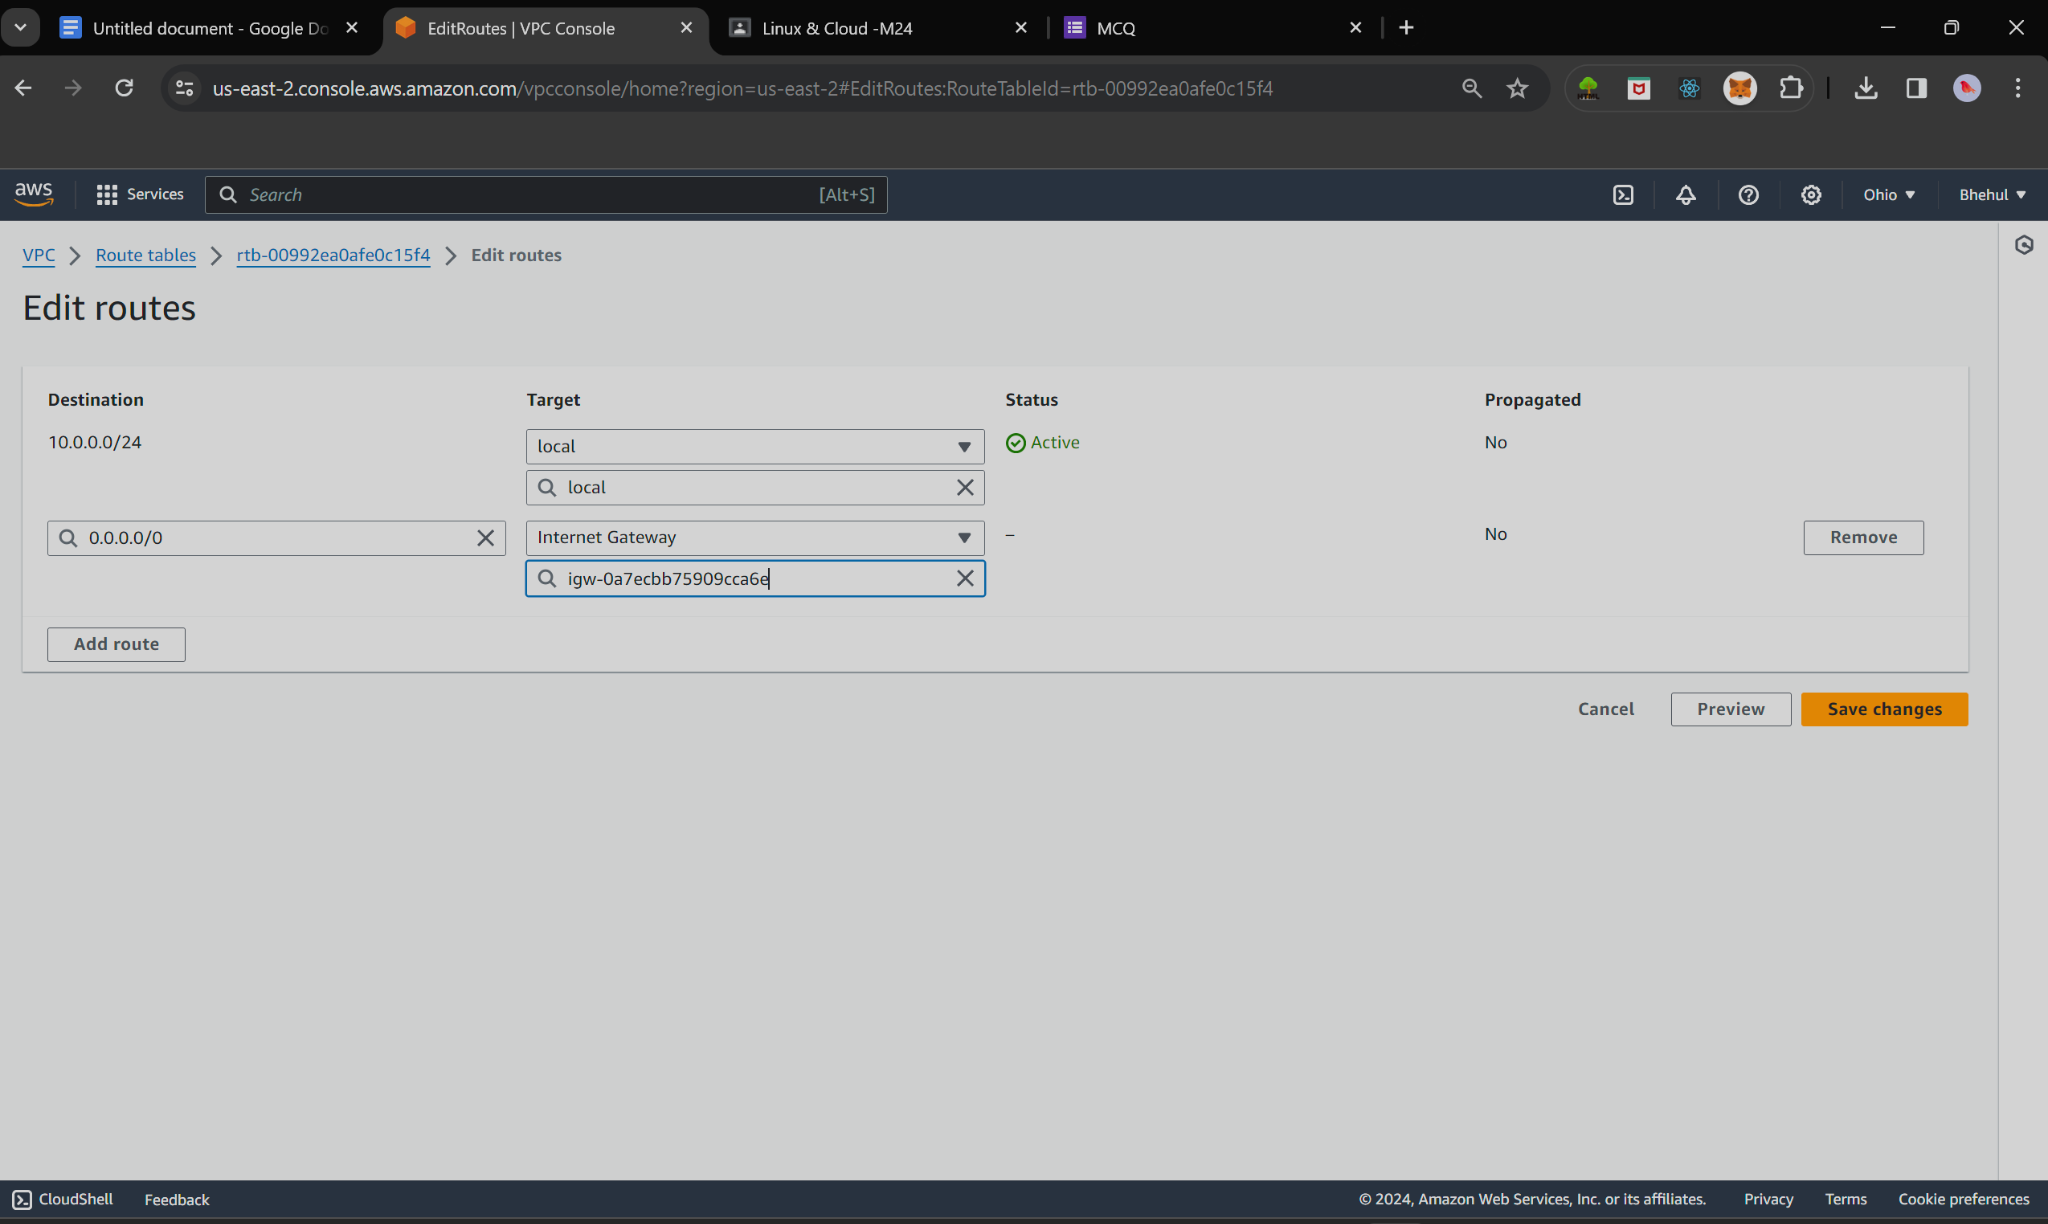 Untitled document - Google Do
EditRoutes | VPC Console
Linux & Cloud -M24
MCQ
us-east-2.console.aws.amazon.com/vpcconsole/home?region=us-east-2#EditRoutes:RouteTableId=rtb-00992ea0afe0c15f4
aws Services Search [Alt+S] Ohio Bhehul
VPC Route tables rtb-00992ea0afe0c15f4 Edit routes
Edit routes
Destination Target Status Propagated
10.0.0.0/24 local Active No
local
0.0.0.0/0 Internet Gateway – No Remove
igw-0a7ecbb75909cca6e
Add route
Cancel Preview Save changes
CloudShell Feedback © 2024, Amazon Web Services, Inc. or its affiliates. Privacy Terms Cookie preferences